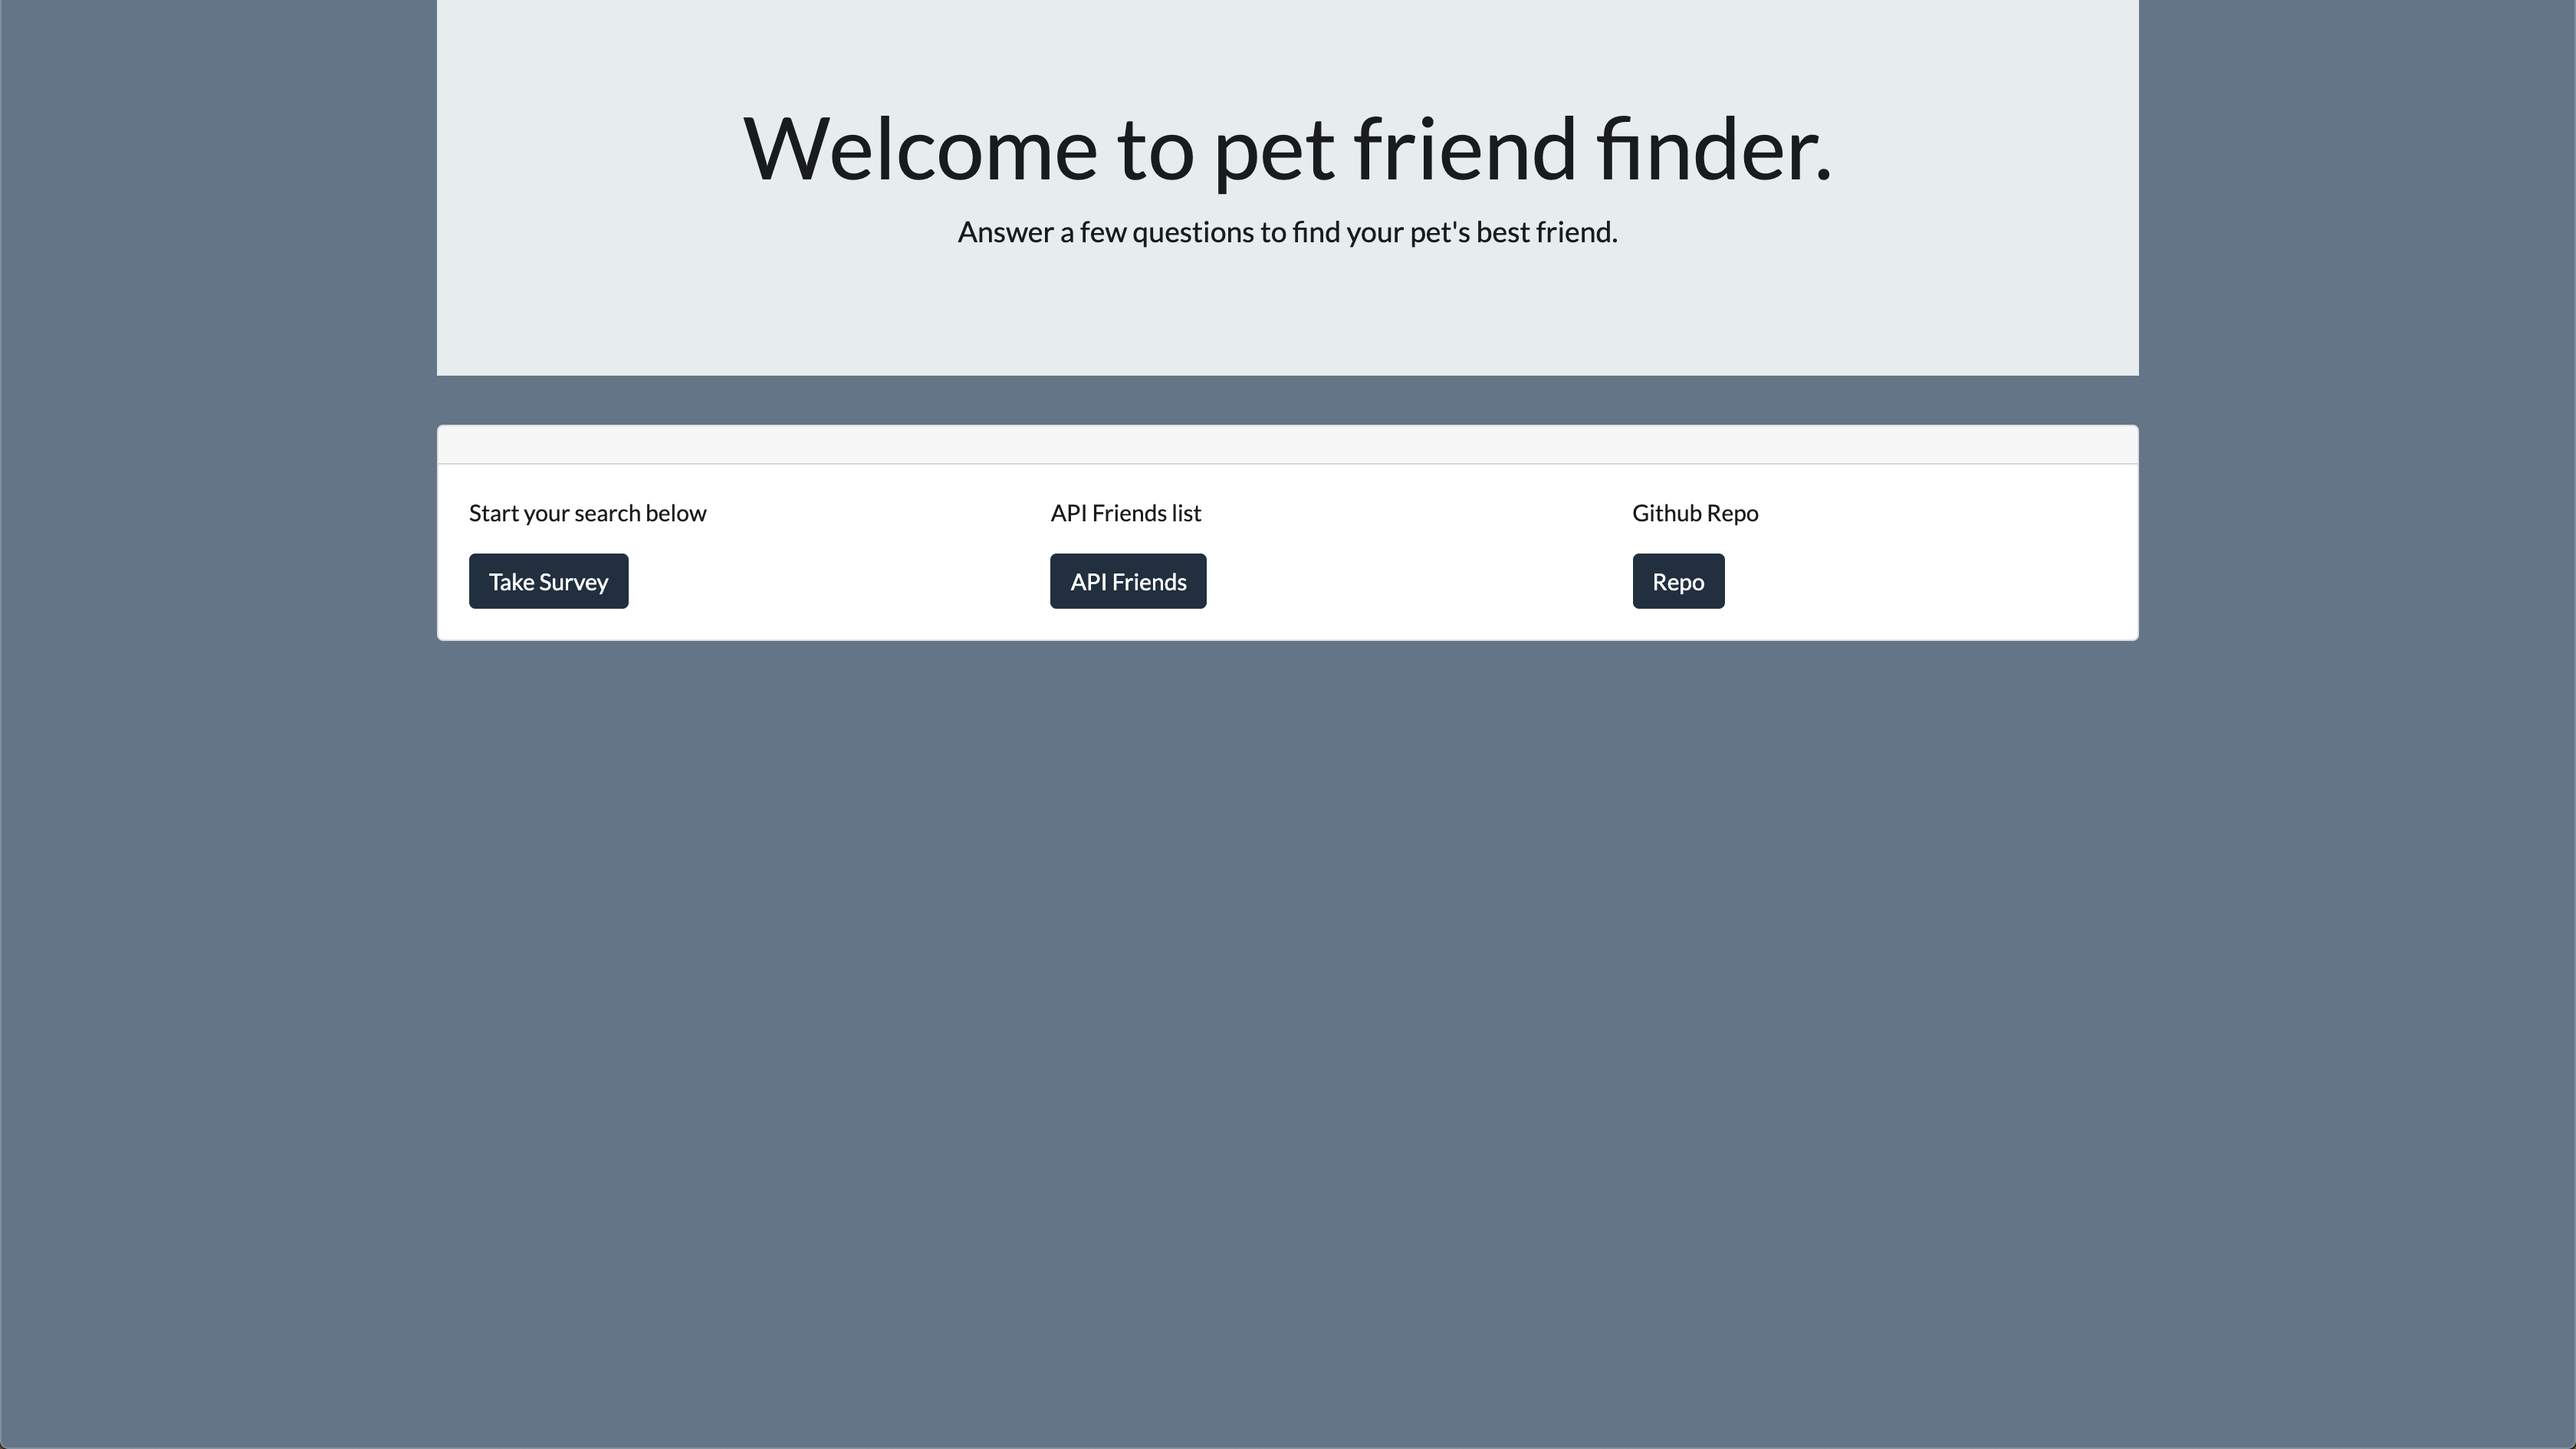 Welcome to pet friend finder.
Answer a few questions to find your pet's best friend.
Start your search below
API Friends list
Github Repo
Take Survey
API Friends
Repo